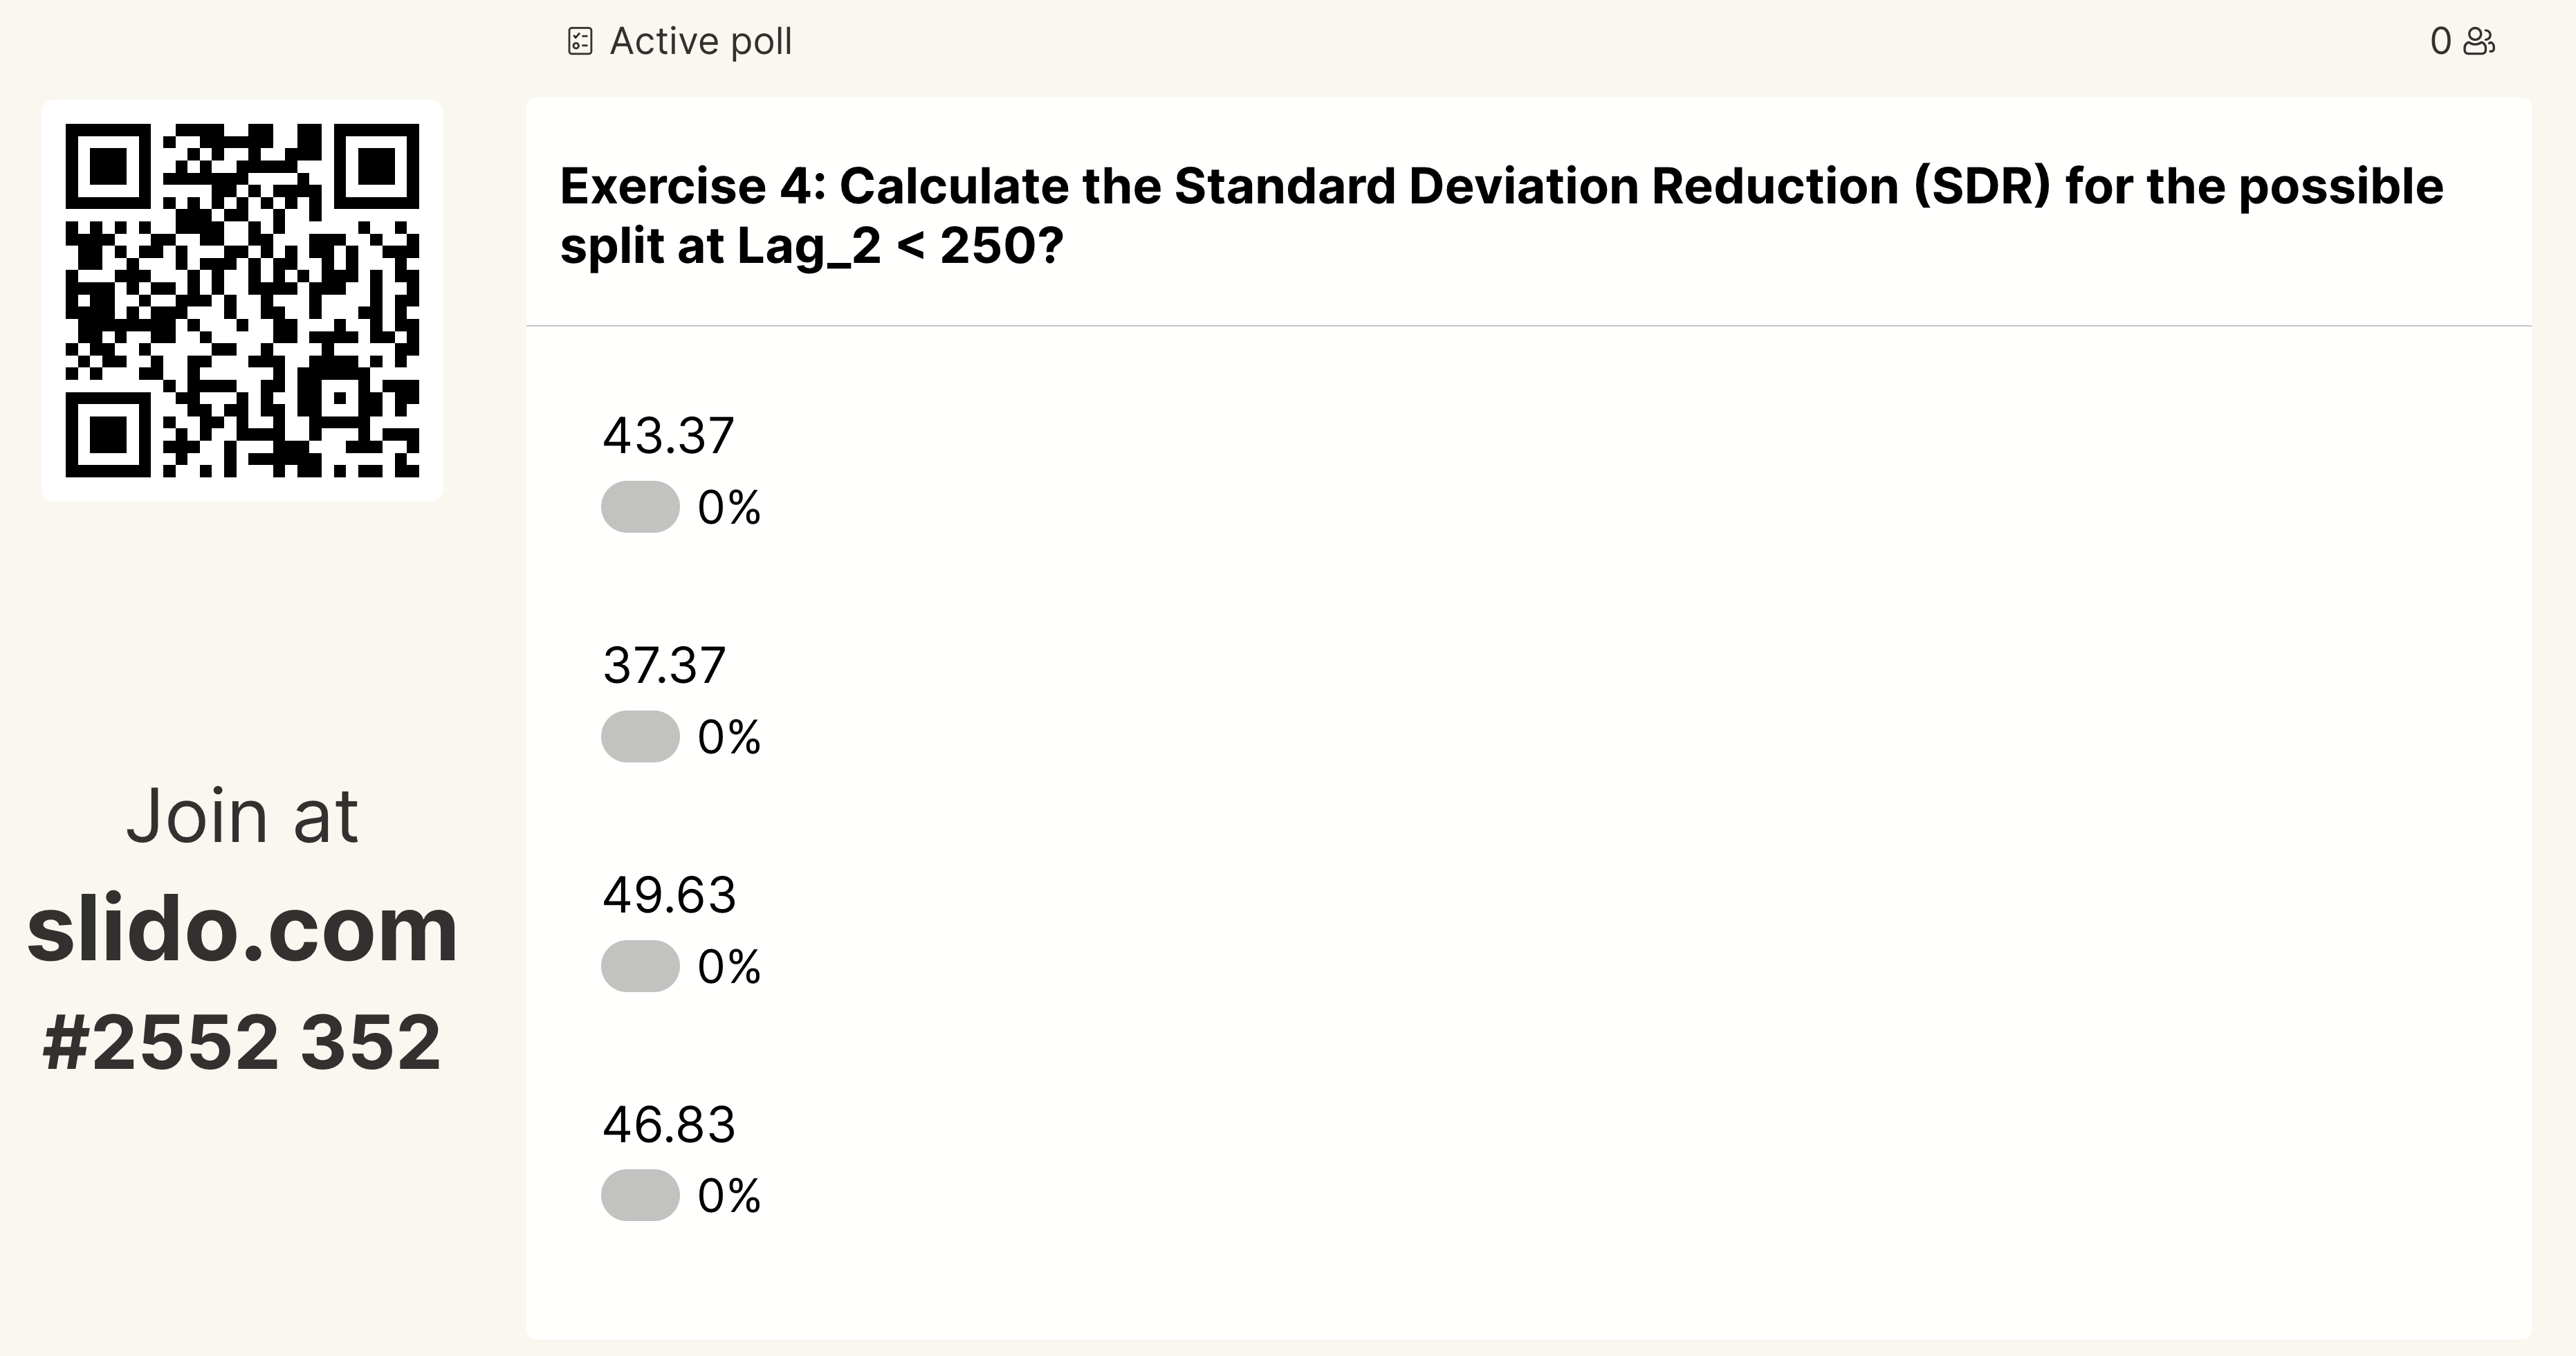 Active poll
0
Exercise 4: Calculate the Standard Deviation Reduction (SDR) for the possible
split at Lag_2 < 250?
43.37
0%
37.37
0%
49.63
0%
46.83
0%
Join at
slido.com
#2552 352